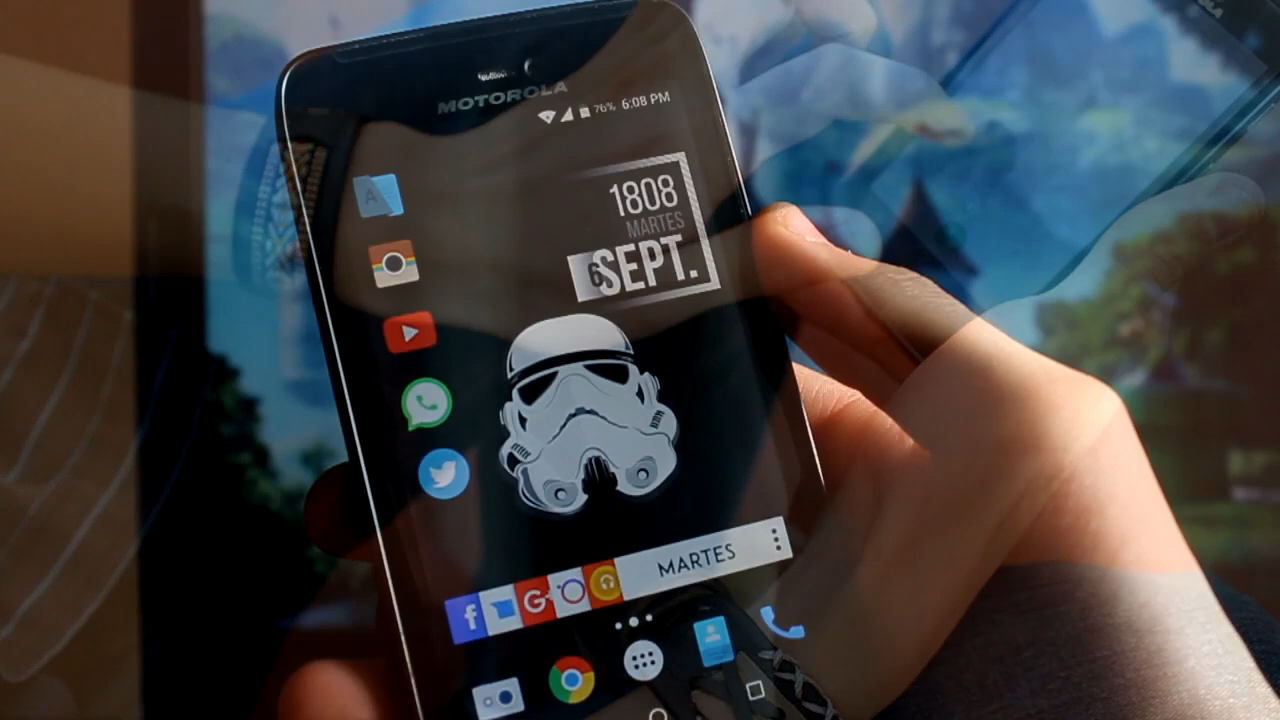 MOTOROLA
76% 6:08 PM
A
1808
MARTES
6 SEPT.
f G+ MARTES